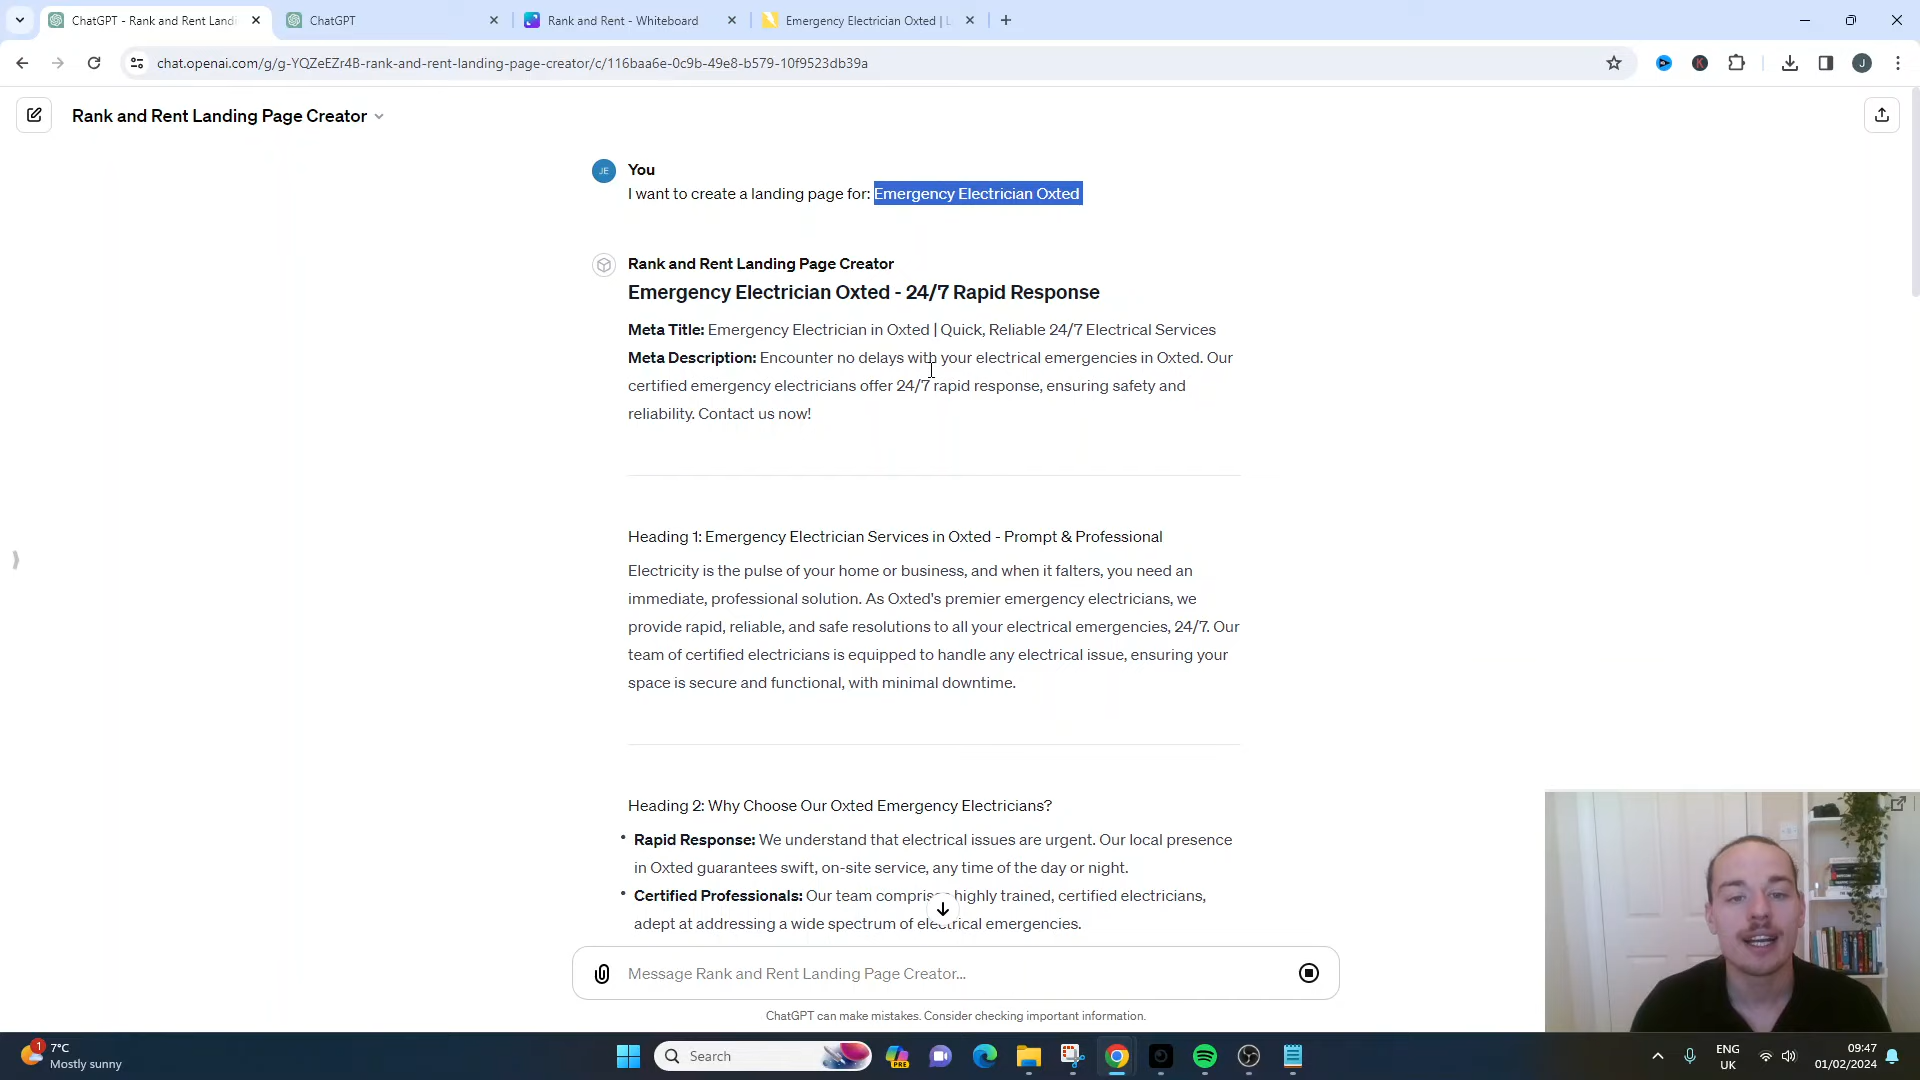 ChatGPT - Rank and Rent Landi
ChatGPT
Rank and Rent - Whiteboard
Emergency Electrician Oxted |
chat.openai.com/g/g-YQZeEZr4B-rank-and-rent-landing-page-creator/c/116baa6e-0c9b-49e8-b579-10f9523db39a
K
J
Rank and Rent Landing Page Creator
JE
You
I want to create a landing page for: Emergency Electrician Oxted
Rank and Rent Landing Page Creator
Emergency Electrician Oxted - 24/7 Rapid Response
Meta Title: Emergency Electrician in Oxted | Quick, Reliable 24/7 Electrical Services
Meta Description: Encounter no delays with your electrical emergencies in Oxted. Our
certified emergency electricians offer 24/7 rapid response, ensuring safety and
reliability. Contact us now!
Heading 1: Emergency Electrician Services in Oxted - Prompt & Professional
Electricity is the pulse of your home or business, and when it falters, you need an
immediate, professional solution. As Oxted's premier emergency electricians, we
provide rapid, reliable, and safe resolutions to all your electrical emergencies, 24/7. Our
team of certified electricians is equipped to handle any electrical issue, ensuring your
space is secure and functional, with minimal downtime.
Heading 2: Why Choose Our Oxted Emergency Electricians?
• Rapid Response: We understand that electrical issues are urgent. Our local presence
in Oxted guarantees swift, on-site service, any time of the day or night.
• Certified Professionals: Our team compris highly trained, certified electricians,
adept at addressing a wide spectrum of electrical emergencies.
Message Rank and Rent Landing Page Creator...
ChatGPT can make mistakes. Consider checking important information.
1
7°C
Mostly sunny
Search
PRE
ENG
UK
09:47
01/02/2024